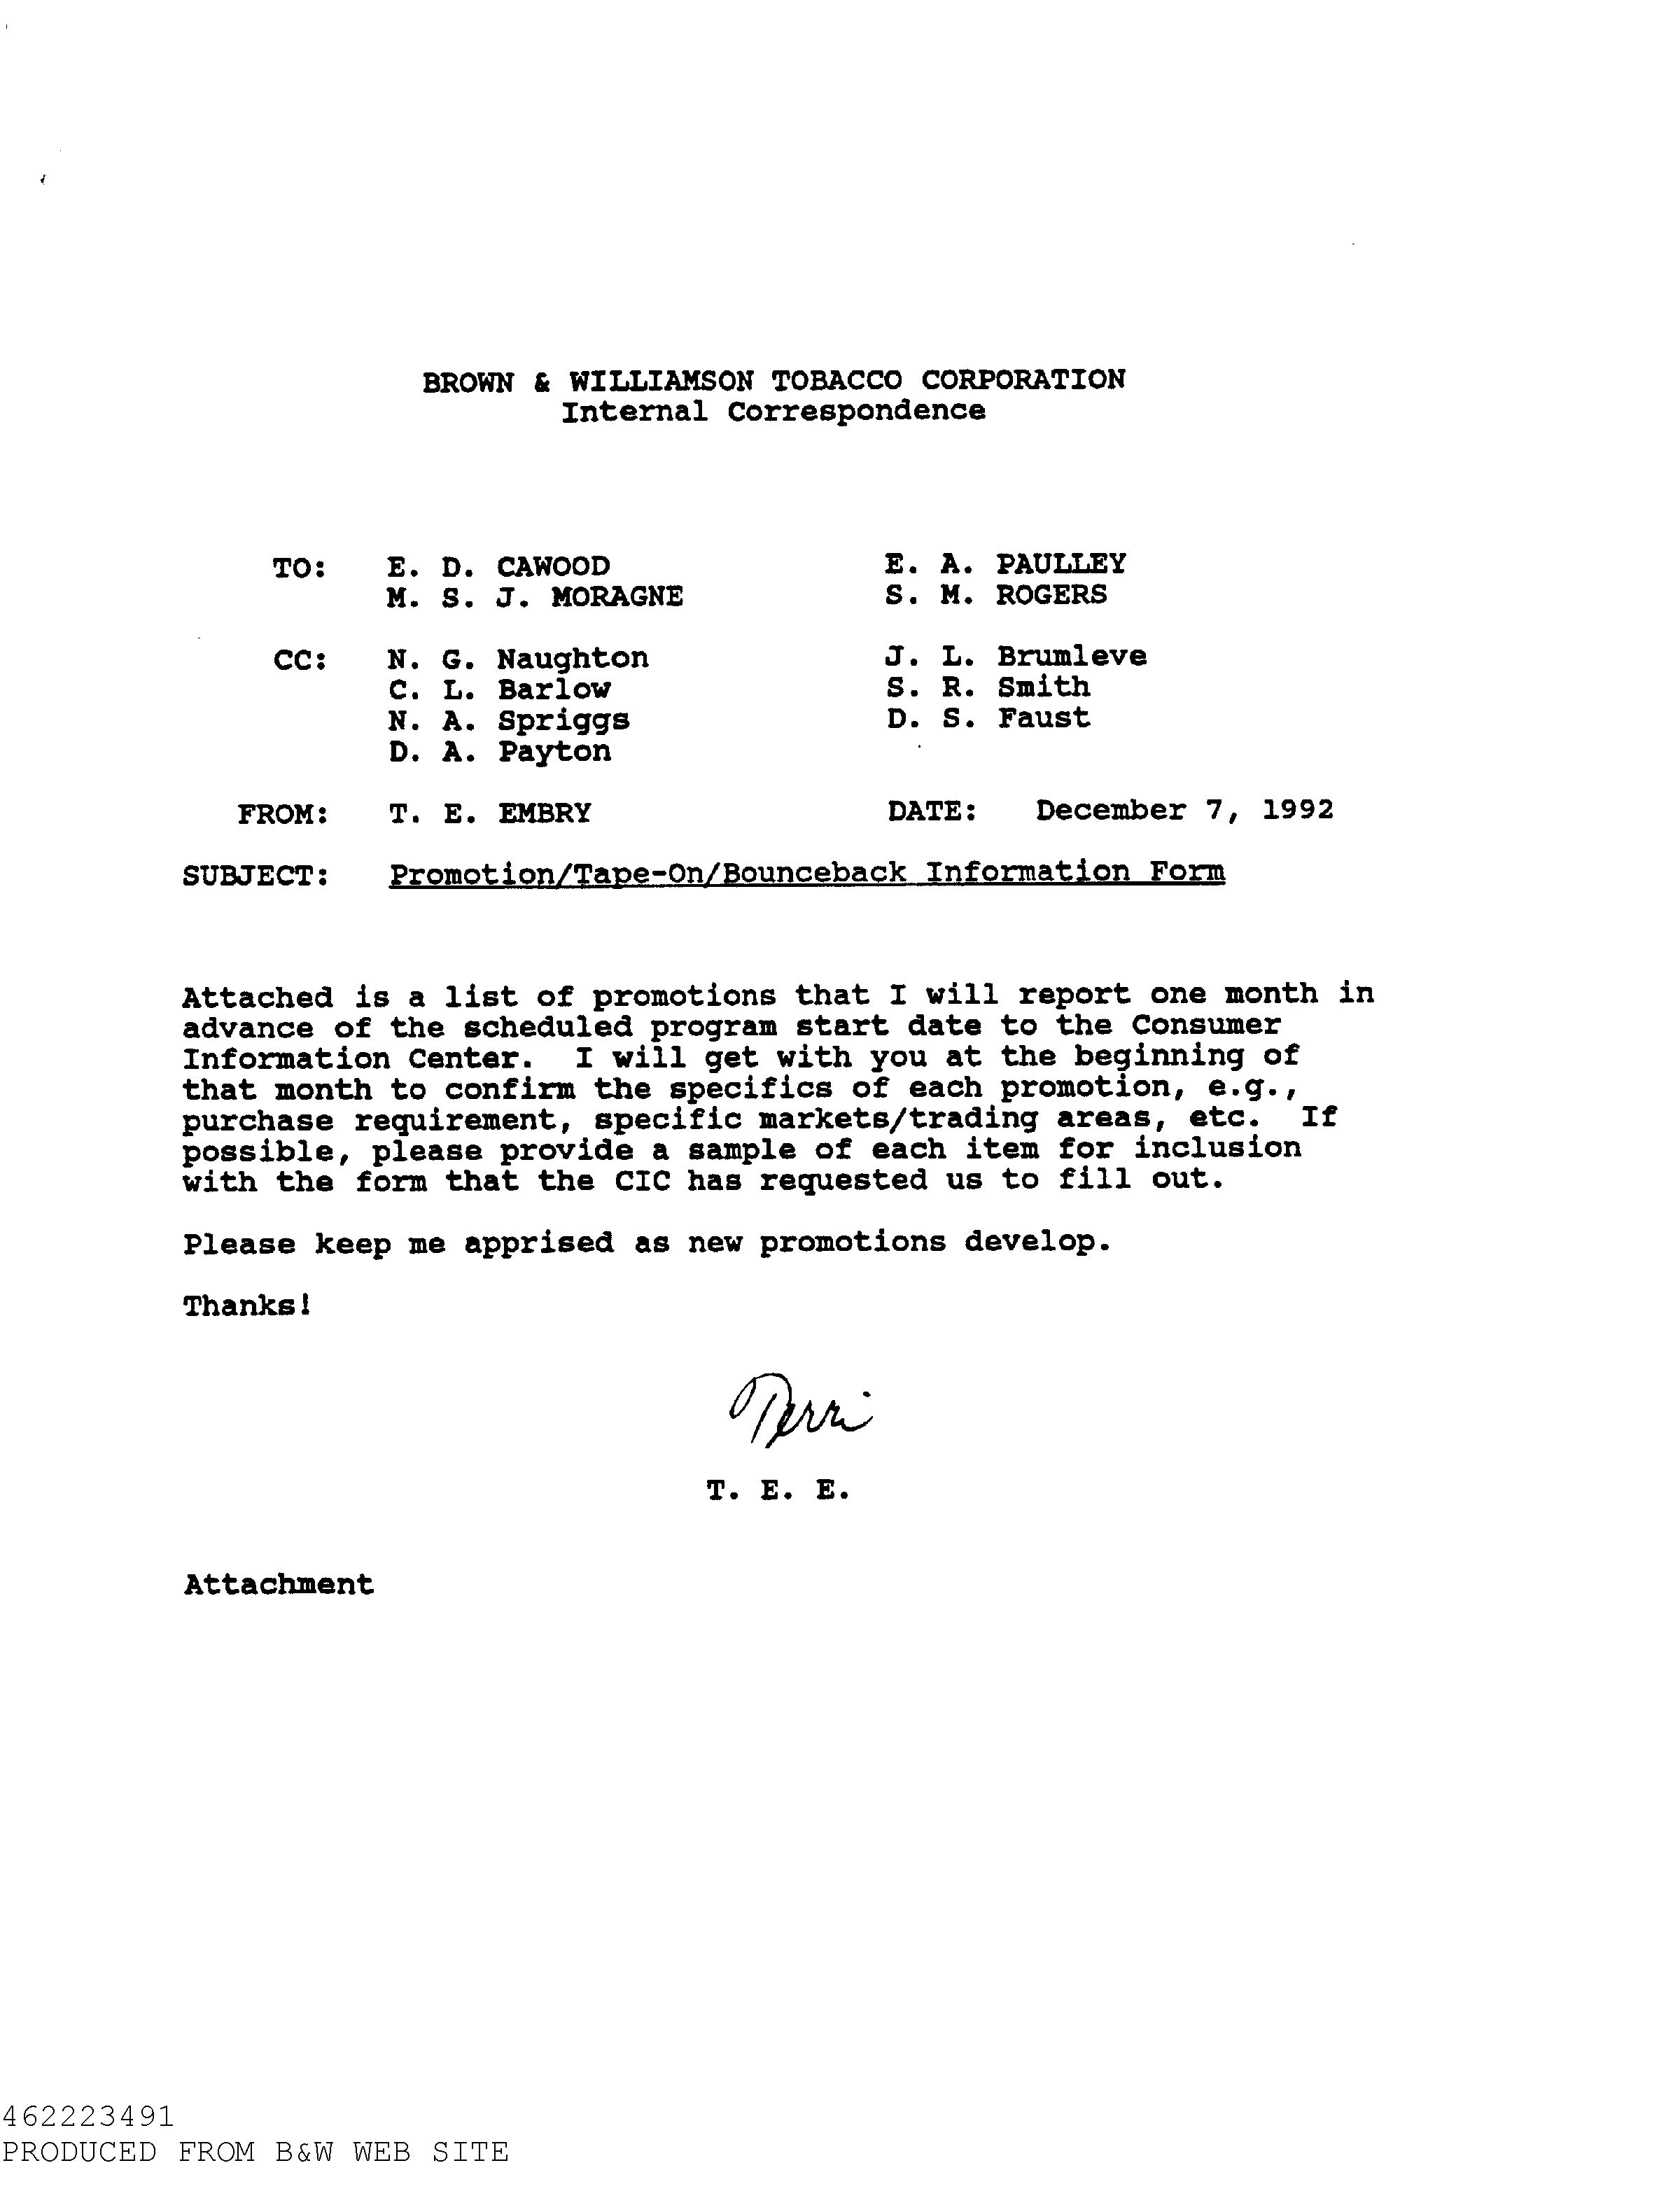 BROWN & WILLIAMSON TOBACCO CORPORATION
Internal Correspondence
TO: E. D. CAWOOD E. A. PAULLEY
M. S. J. MORAGNE S. M. ROGERS
CC: N. G. Naughton J. L. Brumleve
C. L. Barlow S. R. Smith
N. A. Spriggs D. S. Faust
D. A. Payton
FROM: T. E. EMBRY DATE: December 7, 1992
SUBJECT: Promotion/Tape-On/Bounceback Information Form
Attached is a list of promotions that I will report one month in
advance of the scheduled program start date to the Consumer
Information Center. I will get with you at the beginning of
that month to confirm the specifics of each promotion, e.g.,
purchase requirement, specific markets/trading areas, etc. If
possible, please provide a sample of each item for inclusion
with the form that the CIC has requested us to fill out.
Please keep me apprised as new promotions develop.
Thanks!
Terri
T. E. E.
Attachment
462223491
PRODUCED FROM B&W WEB SITE